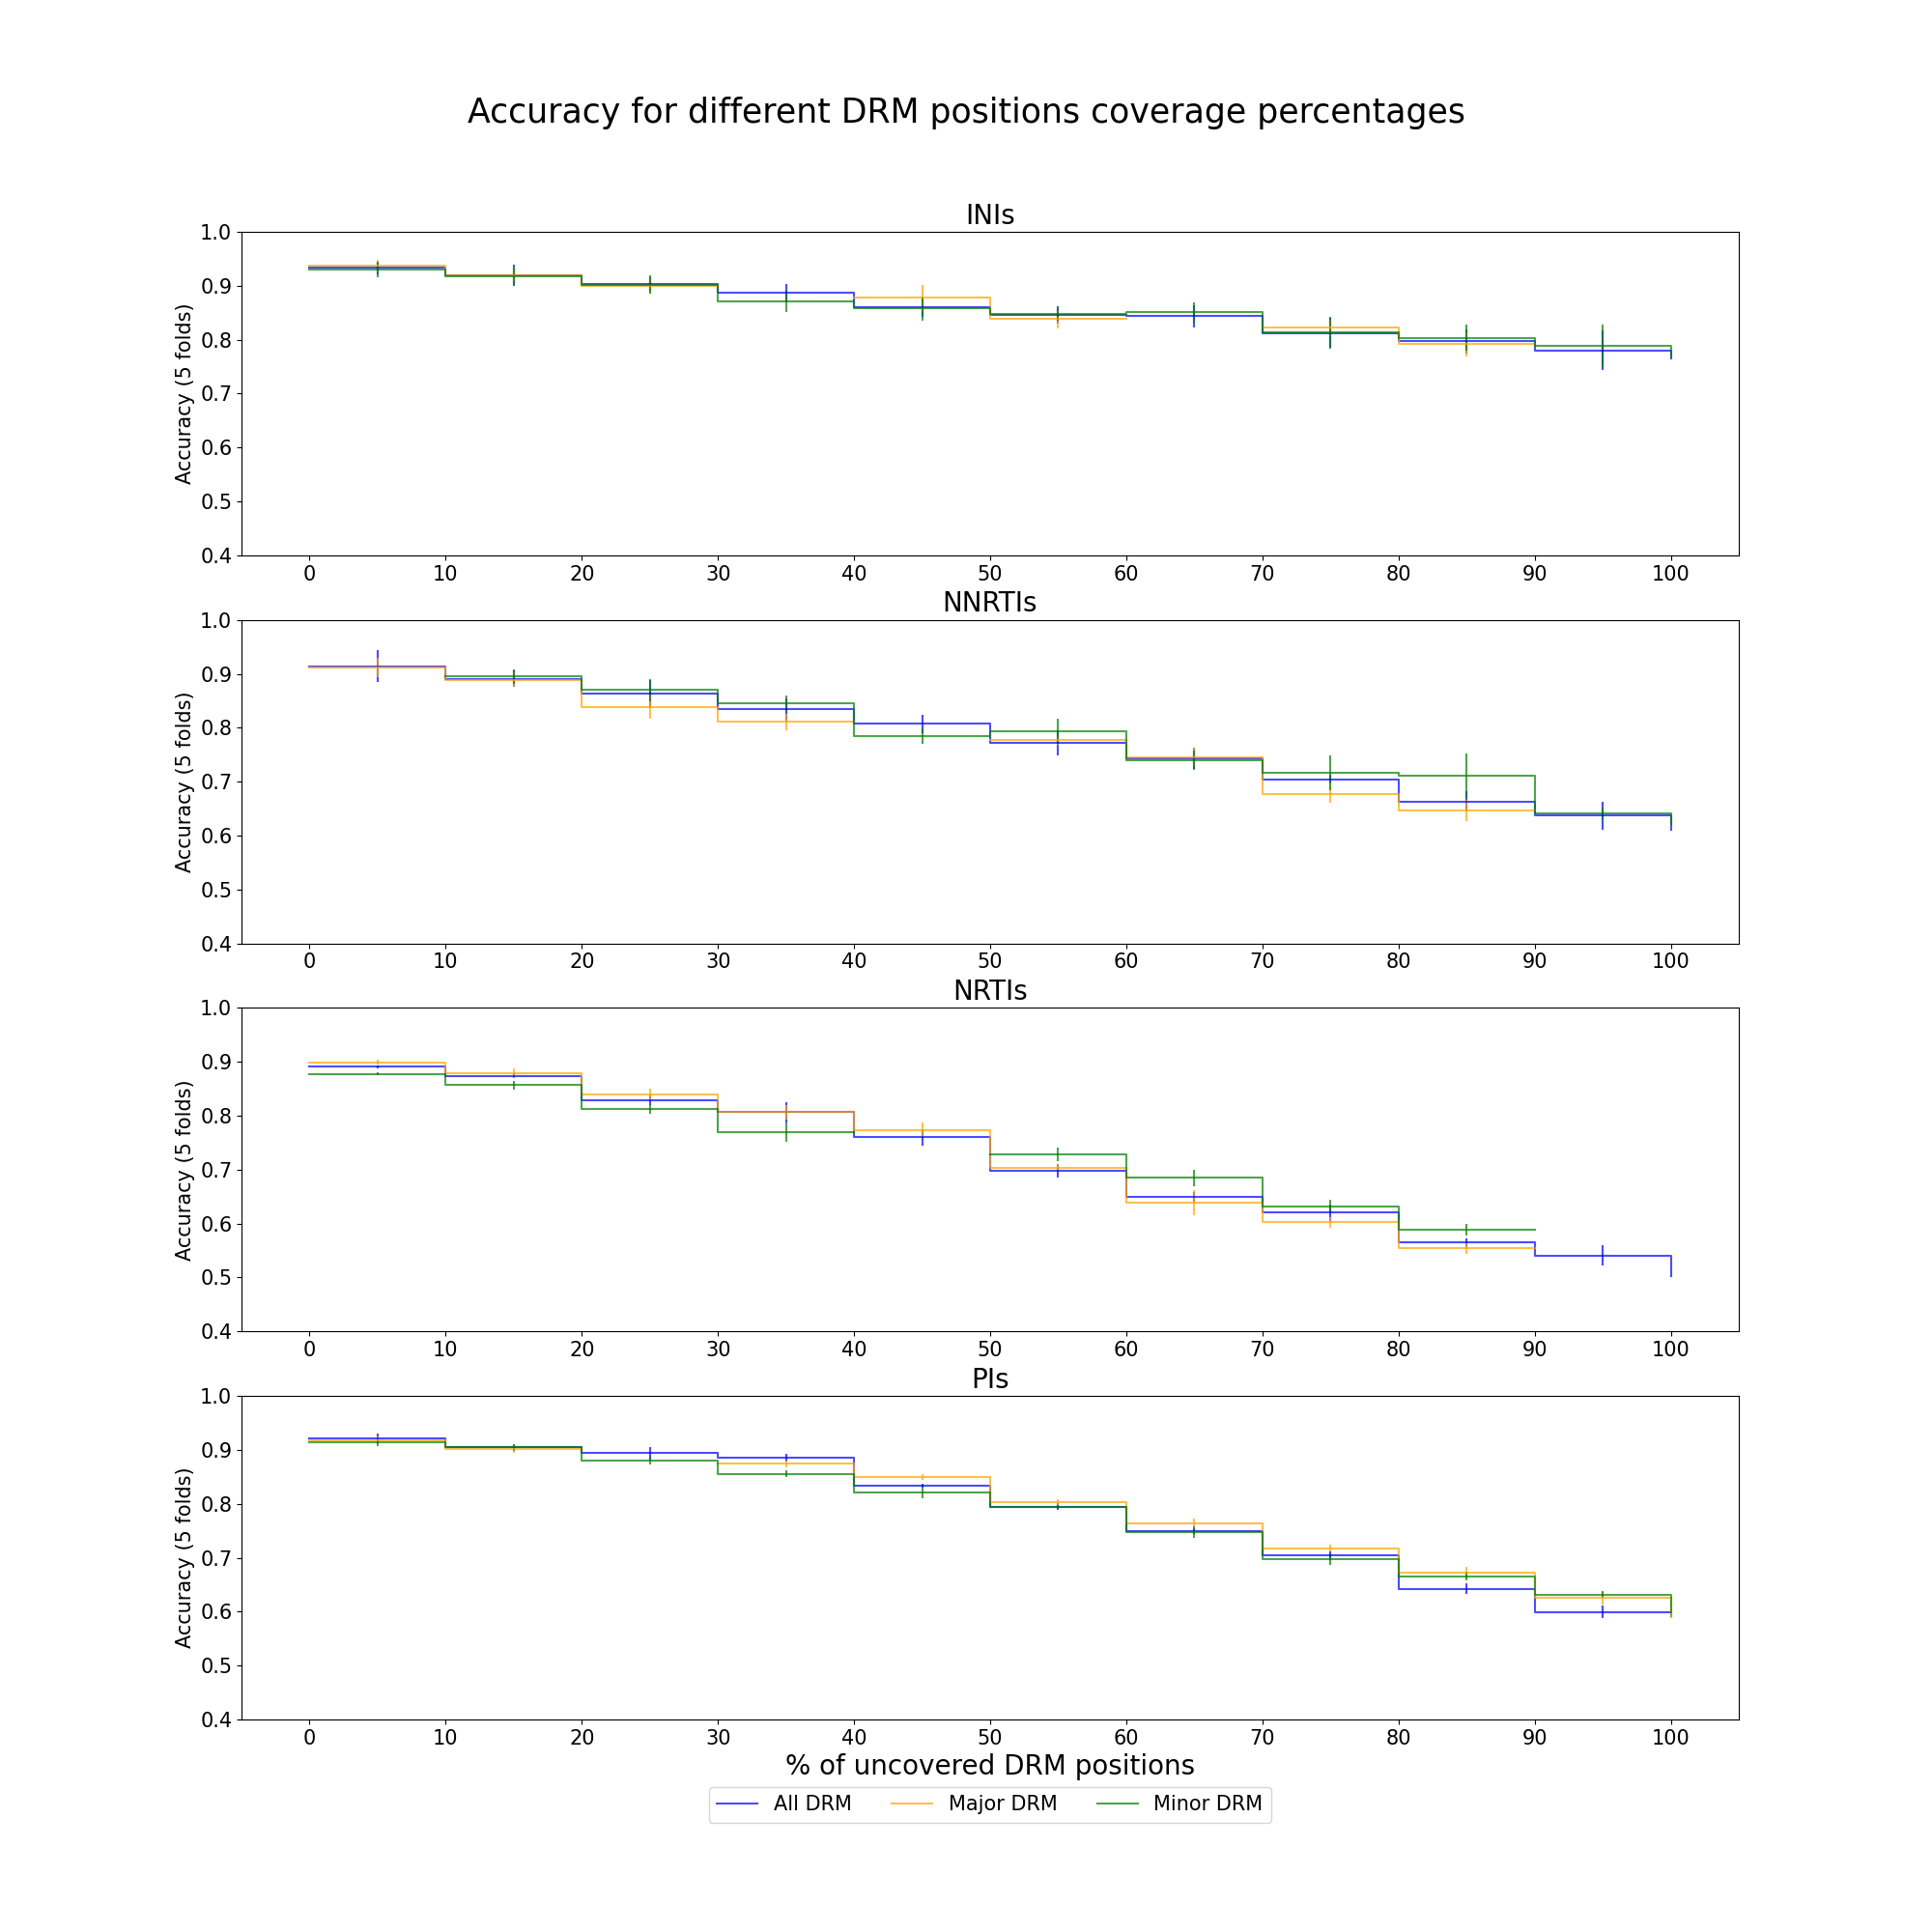 Accuracy for different DRM positions coverage percentages
INIs
1.0
0.9
0.8
0.7
0.6
0.5
0.4
Accuracy (5 folds)
0 10 20 30 40 50 60 70 80 90 100
NNRTIs
1.0
0.9
0.8
0.7
0.6
0.5
0.4
Accuracy (5 folds)
0 10 20 30 40 50 60 70 80 90 100
NRTIs
1.0
0.9
0.8
0.7
0.6
0.5
0.4
Accuracy (5 folds)
0 10 20 30 40 50 60 70 80 90 100
PIs
1.0
0.9
0.8
0.7
0.6
0.5
0.4
Accuracy (5 folds)
0 10 20 30 40 50 60 70 80 90 100
% of uncovered DRM positions
All DRM Major DRM Minor DRM